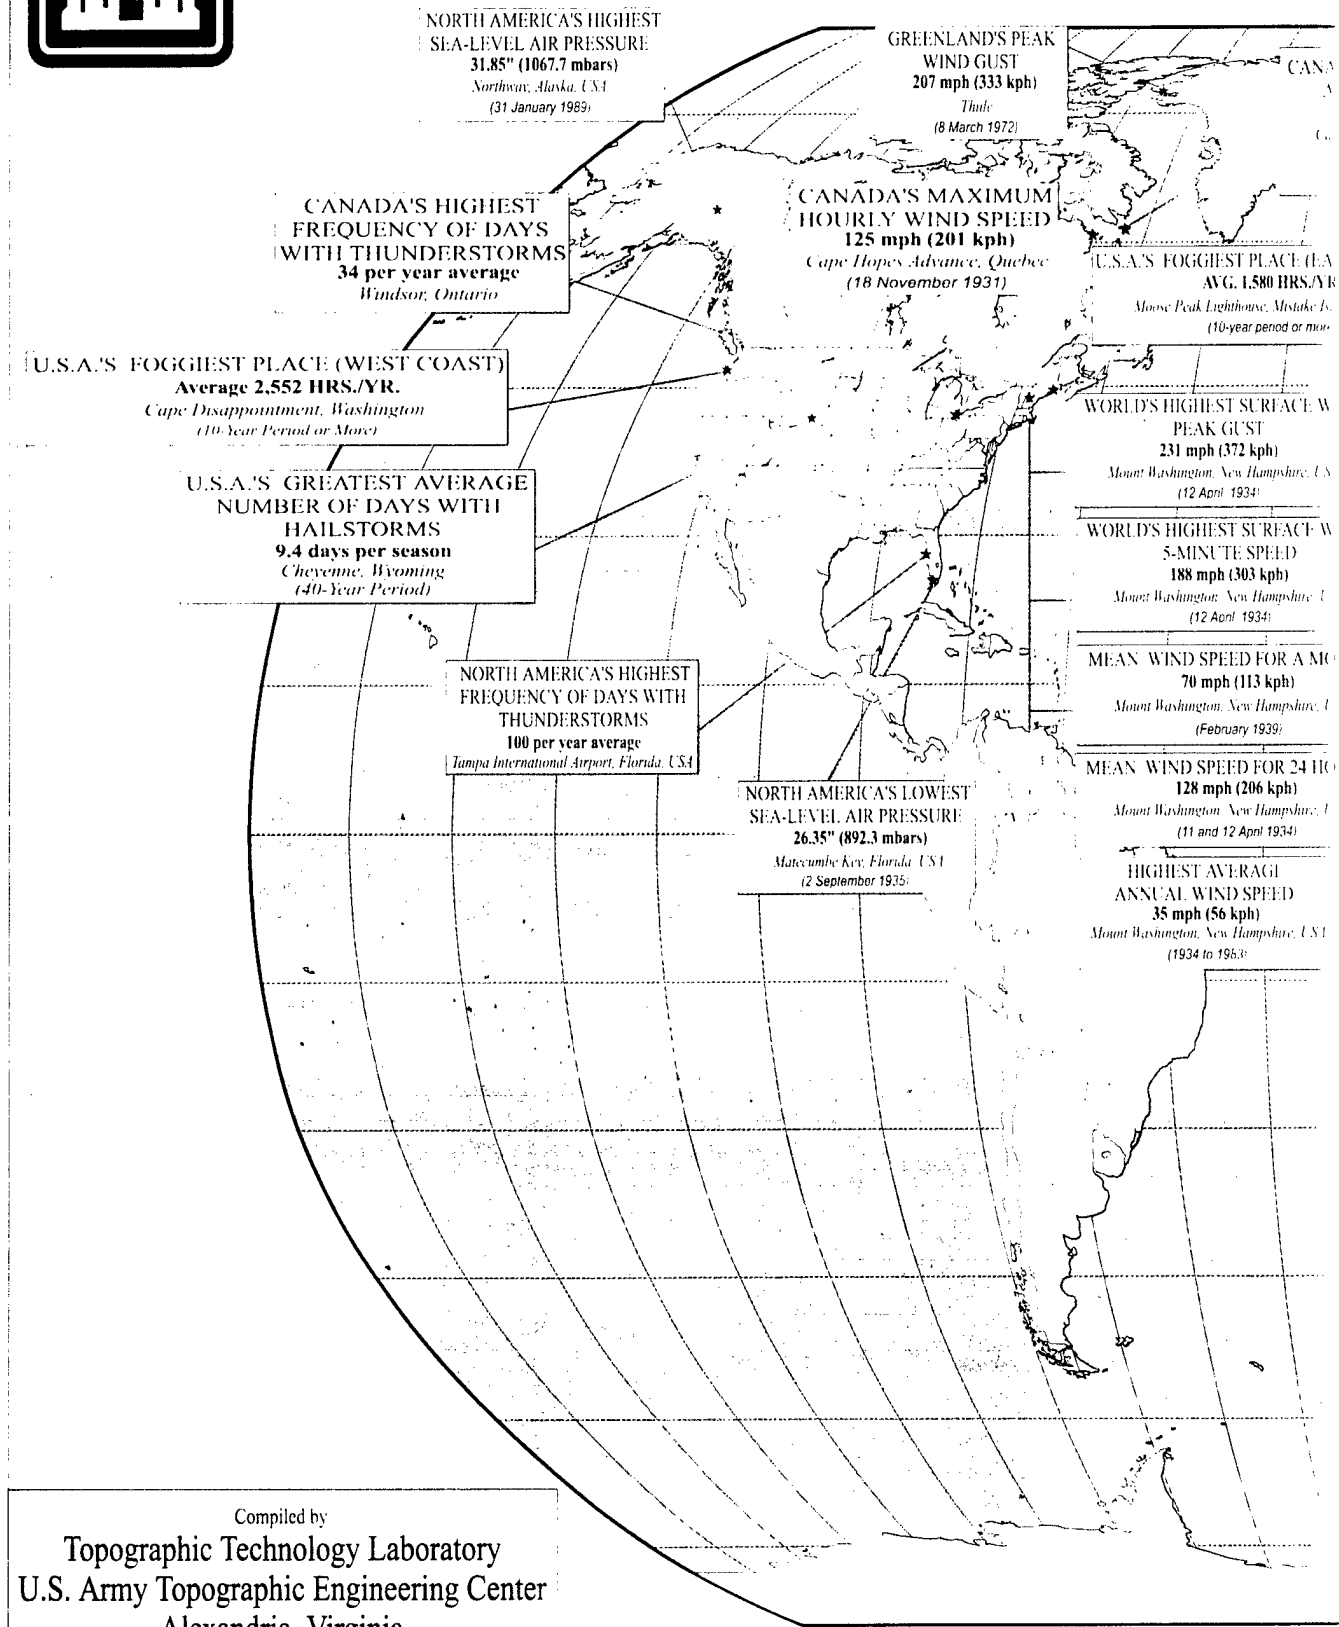 NORTH AMERICA'S HIGHEST
SEA-LEVEL AIR PRESSURE
31.85" (1067.7 mbars)
Northway, Alaska, USA
(31 January 1989)
GREENLAND'S PEAK
WIND GUST
207 mph (333 kph)
Thule
(8 March 1972)
CANA
CANADA'S HIGHEST
FREQUENCY OF DAYS
WITH THUNDERSTORMS
34 per year average
Windsor, Ontario
CANADA'S MAXIMUM
HOURLY WIND SPEED
125 mph (201 kph)
Cape Hopes Advance, Quebec
(18 November 1931)
U.S.A.'S FOGGIEST PLACE (EA
AVG. 1,580 HRS./YR
Moose Peak Lighthouse, Mistake Is
(10-year period or more
U.S.A.'S FOGGIEST PLACE (WEST COAST)
Average 2,552 HRS./YR.
Cape Disappointment, Washington
(10-Year Period or More)
WORLD'S HIGHEST SURFACE W
PEAK GUST
231 mph (372 kph)
Mount Washington, New Hampshire, US
(12 April 1934)
U.S.A.'S GREATEST AVERAGE
NUMBER OF DAYS WITH
HAILSTORMS
9.4 days per season
Cheyenne, Wyoming
(40-Year Period)
WORLD'S HIGHEST SURFACE W
5-MINUTE SPEED
188 mph (303 kph)
Mount Washington, New Hampshire,
(12 April 1934)
NORTH AMERICA'S HIGHEST
FREQUENCY OF DAYS WITH
THUNDERSTORMS
100 per year average
Tampa International Airport, Florida, USA
MEAN WIND SPEED FOR A MO
70 mph (113 kph)
Mount Washington, New Hampshire,
(February 1939)
MEAN WIND SPEED FOR 24 HO
128 mph (206 kph)
Mount Washington, New Hampshire,
(11 and 12 April 1934)
NORTH AMERICA'S LOWEST
SEA-LEVEL AIR PRESSURE
26.35" (892.3 mbars)
Matecumbe Key, Florida, USA
(2 September 1935)
HIGHEST AVERAGE
ANNUAL WIND SPEED
35 mph (56 kph)
Mount Washington, New Hampshire, USA
(1934 to 1983)
Compiled by
Topographic Technology Laboratory
U.S. Army Topographic Engineering Center
Alexandria, Virginia